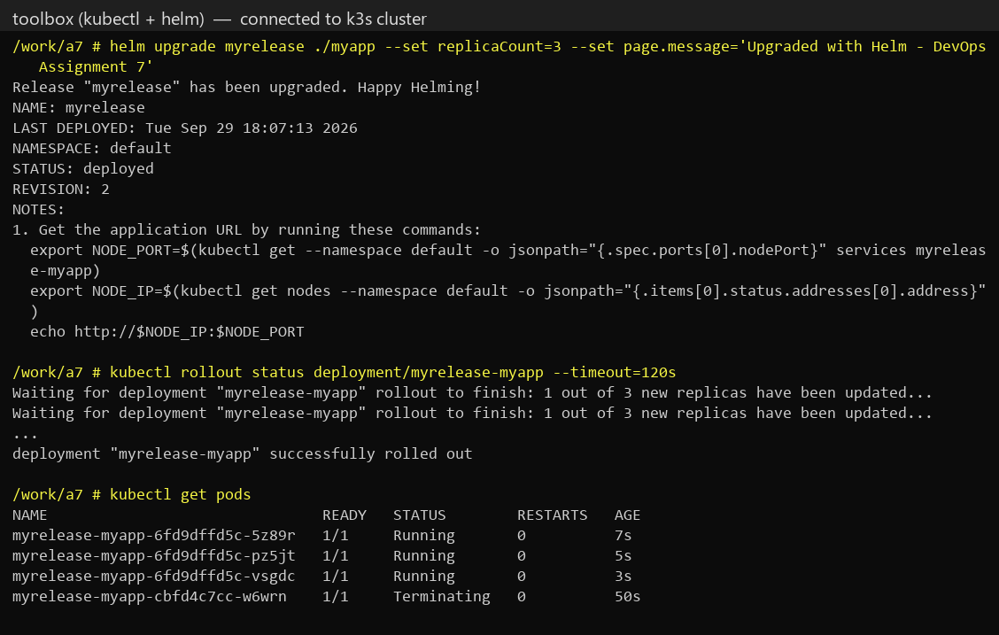 toolbox (kubectl + helm)  —  connected to k3s cluster
/work/a7 # helm upgrade myrelease ./myapp --set replicaCount=3 --set page.message='Upgraded with Helm - DevOps
   Assignment 7'
Release "myrelease" has been upgraded. Happy Helming!
NAME: myrelease
LAST DEPLOYED: Tue Sep 29 18:07:13 2026
NAMESPACE: default
STATUS: deployed
REVISION: 2
NOTES:
1. Get the application URL by running these commands:
  export NODE_PORT=$(kubectl get --namespace default -o jsonpath="{.spec.ports[0].nodePort}" services myreleas
  e-myapp)
  export NODE_IP=$(kubectl get nodes --namespace default -o jsonpath="{.items[0].status.addresses[0].address}"
  )
  echo http://$NODE_IP:$NODE_PORT

/work/a7 # kubectl rollout status deployment/myrelease-myapp --timeout=120s
Waiting for deployment "myrelease-myapp" rollout to finish: 1 out of 3 new replicas have been updated...
Waiting for deployment "myrelease-myapp" rollout to finish: 1 out of 3 new replicas have been updated...
...
deployment "myrelease-myapp" successfully rolled out

/work/a7 # kubectl get pods
NAME                               READY   STATUS        RESTARTS   AGE
myrelease-myapp-6fd9dffd5c-5z89r   1/1     Running       0          7s
myrelease-myapp-6fd9dffd5c-pz5jt   1/1     Running       0          5s
myrelease-myapp-6fd9dffd5c-vsgdc   1/1     Running       0          3s
myrelease-myapp-cbfd4c7cc-w6wrn    1/1     Terminating   0          50s